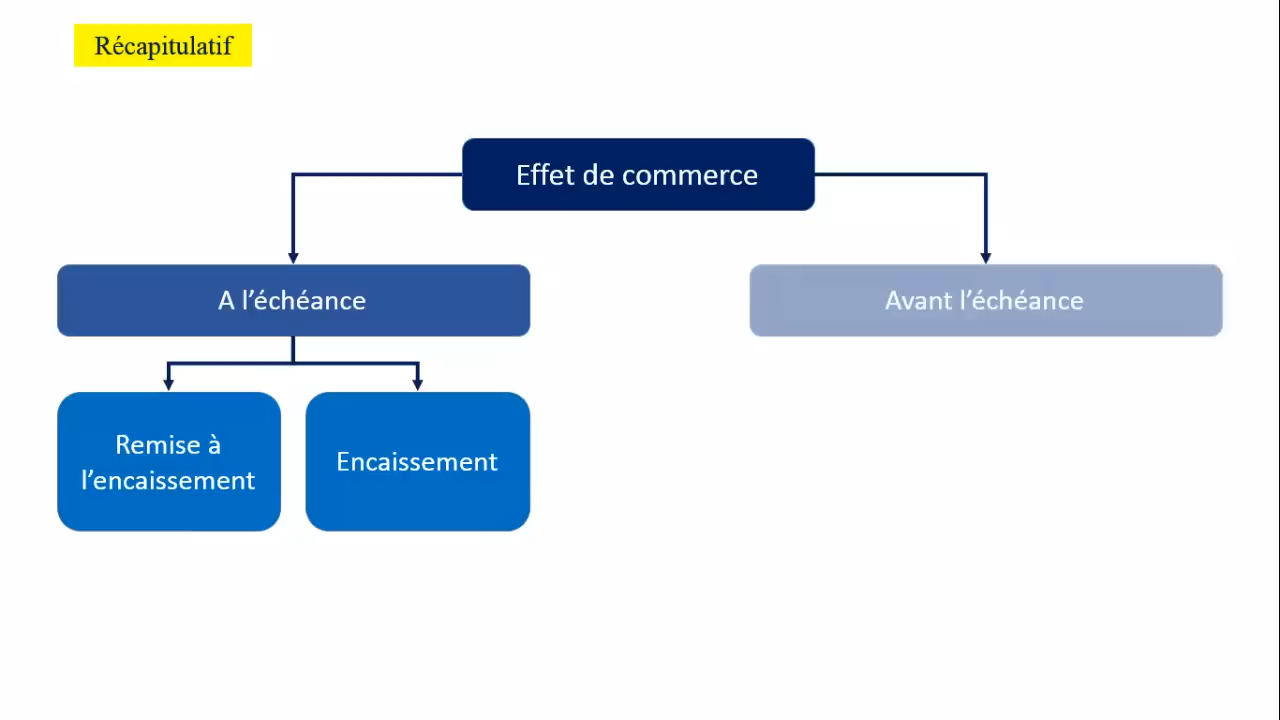 Récapitulatif
Effet de commerce
A l’échéance
Avant l’échéance
Remise à
l’encaissement
Encaissement